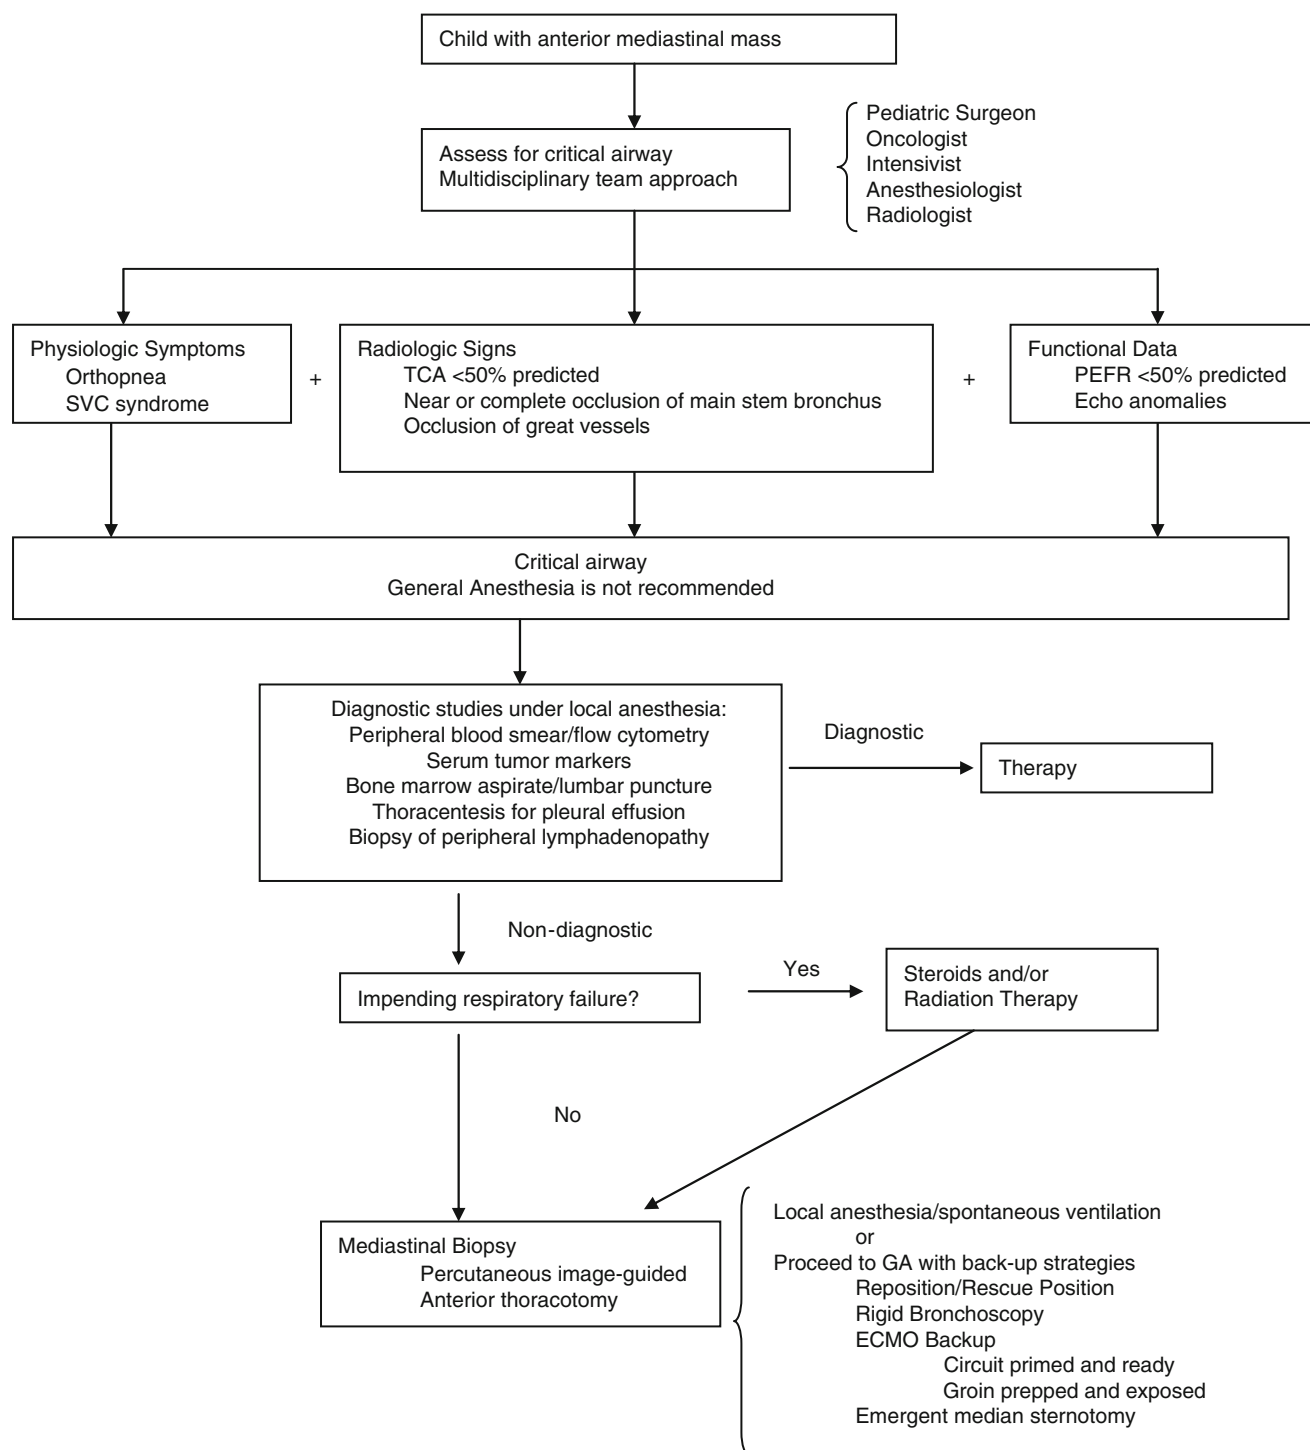 Child with anterior mediastinal mass
Assess for critical airway
Multidisciplinary team approach
Pediatric Surgeon
Oncologist
Intensivist
Anesthesiologist
Radiologist
Physiologic Symptoms
Orthopnea
SVC syndrome
+
Radiologic Signs
TCA <50% predicted
Near or complete occlusion of main stem bronchus
Occlusion of great vessels
+
Functional Data
PEFR <50% predicted
Echo anomalies
Critical airway
General Anesthesia is not recommended
Diagnostic studies under local anesthesia:
Peripheral blood smear/flow cytometry
Serum tumor markers
Bone marrow aspirate/lumbar puncture
Thoracentesis for pleural effusion
Biopsy of peripheral lymphadenopathy
Diagnostic
Therapy
Non-diagnostic
Impending respiratory failure?
Yes
Steroids and/or
Radiation Therapy
No
Mediastinal Biopsy
Percutaneous image-guided
Anterior thoracotomy
Local anesthesia/spontaneous ventilation
or
Proceed to GA with back-up strategies
Reposition/Rescue Position
Rigid Bronchoscopy
ECMO Backup
Circuit primed and ready
Groin prepped and exposed
Emergent median sternotomy